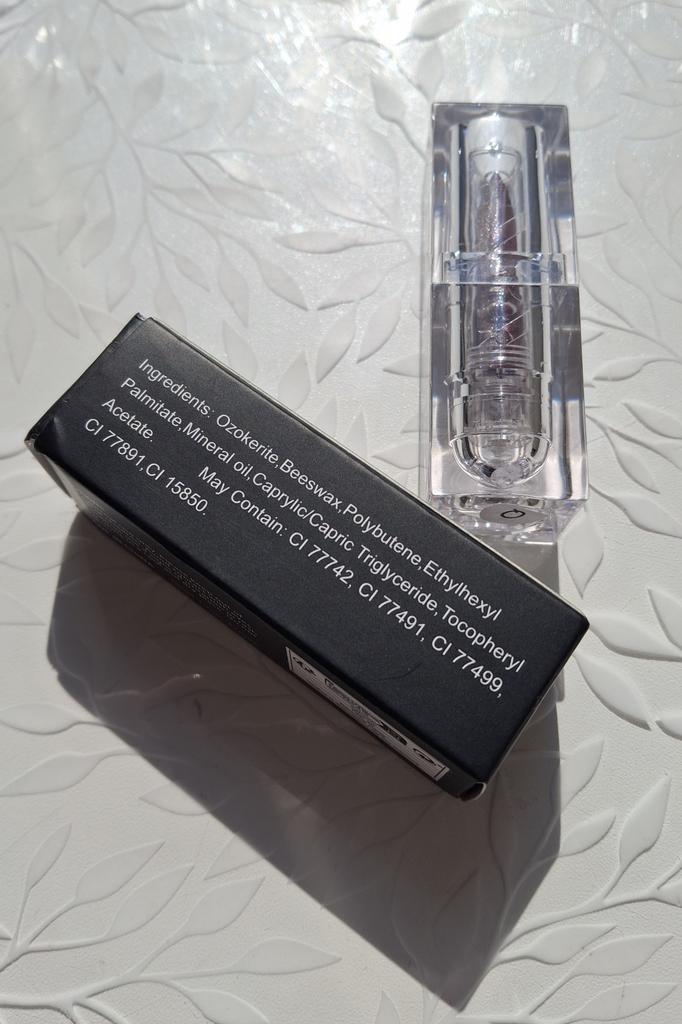 Ingredients: Ozokerite,Beeswax,Polybutene,Ethylhexyl
Palmitate,Mineral oil,Caprylic/Capric Triglyceride,Tocopheryl
Acetate, May Contain: CI 77742, CI 77491, CI 77499,
CI 77891,CI 15850.